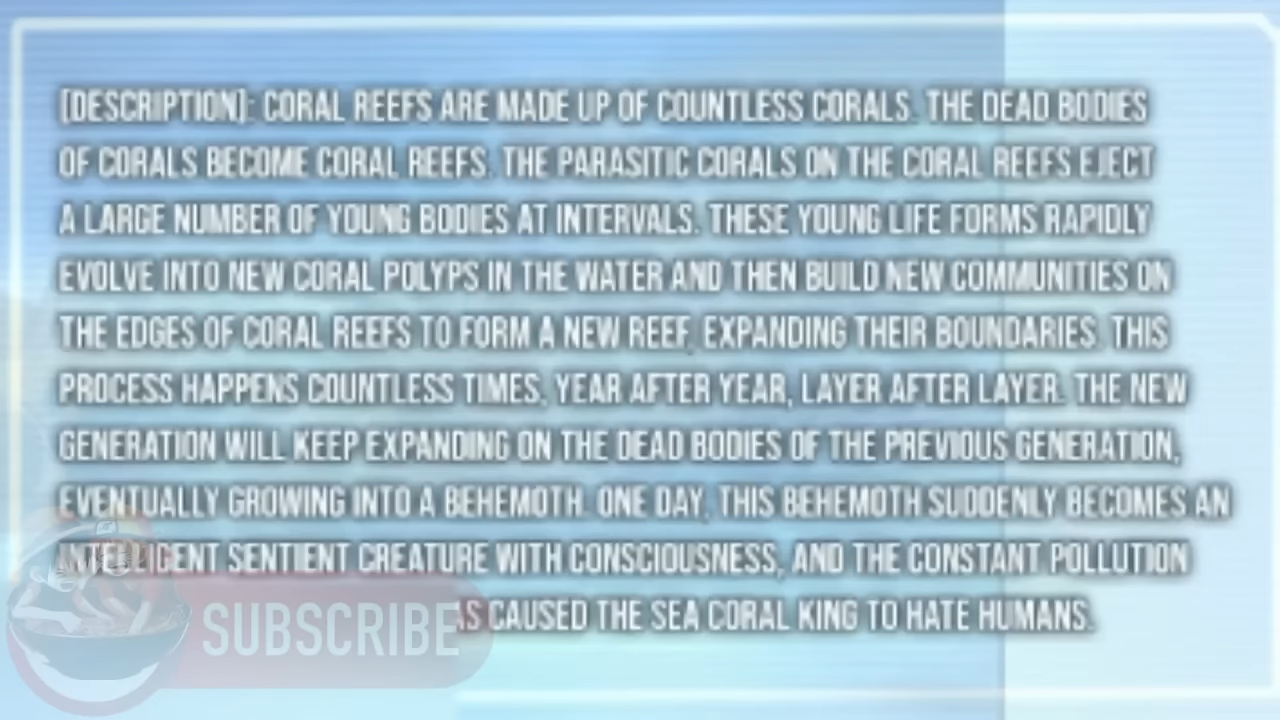 [DESCRIPTION]: CORAL REEFS ARE MADE UP OF COUNTLESS CORALS. THE DEAD BODIES
OF CORALS BECOME CORAL REEFS. THE PARASITIC CORALS ON THE CORAL REEFS EJECT
A LARGE NUMBER OF YOUNG BODIES AT INTERVALS. THESE YOUNG LIFE FORMS RAPIDLY
EVOLVE INTO NEW CORAL POLYPS IN THE WATER AND THEN BUILD NEW COMMUNITIES ON
THE EDGES OF CORAL REEFS TO FORM A NEW REEF, EXPANDING THEIR BOUNDARIES. THIS
PROCESS HAPPENS COUNTLESS TIMES, YEAR AFTER YEAR, LAYER AFTER LAYER. THE NEW
GENERATION WILL KEEP EXPANDING ON THE DEAD BODIES OF THE PREVIOUS GENERATION,
EVENTUALLY GROWING INTO A BEHEMOTH. ONE DAY, THIS BEHEMOTH SUDDENLY BECOMES AN
INTELLIGENT SENTIENT CREATURE WITH CONSCIOUSNESS, AND THE CONSTANT POLLUTION
CAUSED THE SEA CORAL KING TO HATE HUMANS.
SUBSCRIBE